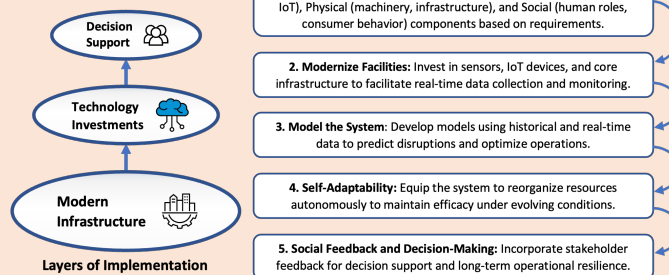 Decision
Support
Technology
Investments
Modern
Infrastructure
Layers of Implementation
IoT), Physical (machinery, infrastructure), and Social (human roles,
consumer behavior) components based on requirements.
2. Modernize Facilities: Invest in sensors, IoT devices, and core
infrastructure to facilitate real-time data collection and monitoring.
3. Model the System: Develop models using historical and real-time
data to predict disruptions and optimize operations.
4. Self-Adaptability: Equip the system to reorganize resources
autonomously to maintain efficacy under evolving conditions.
5. Social Feedback and Decision-Making: Incorporate stakeholder
feedback for decision support and long-term operational resilience.